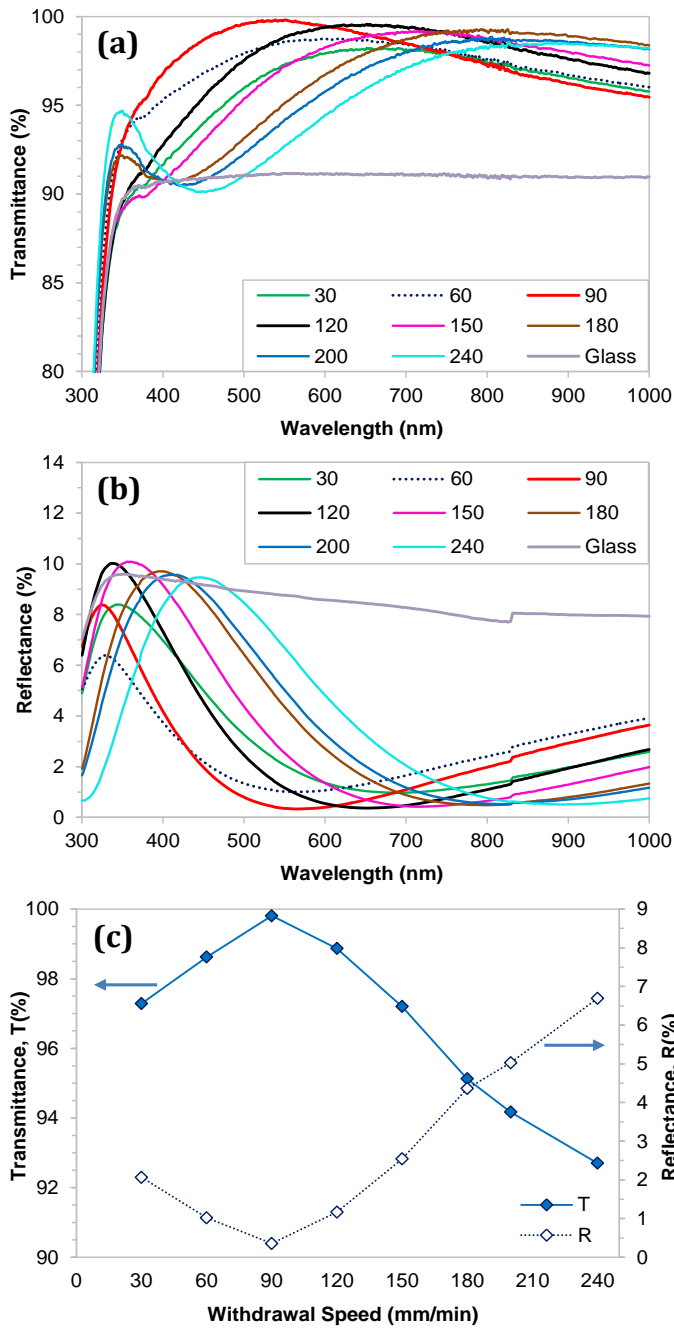 (a)
Transmittance (%)
100
95
90
85
80
30 60 90
120 150 180
200 240 Glass
300 400 500 600 700 800 900 1000
Wavelength (nm)
(b)
Reflectance (%)
14
12
10
8
6
4
2
0
30 60 90
120 150 180
200 240 Glass
300 400 500 600 700 800 900 1000
Wavelength (nm)
(c)
Transmittance, T(%)
100
98
96
94
92
90
9
8
7
6
5
4
3
2
1
0
Reflectance, R(%)
T
R
0 30 60 90 120 150 180 210 240
Withdrawal Speed (mm/min)